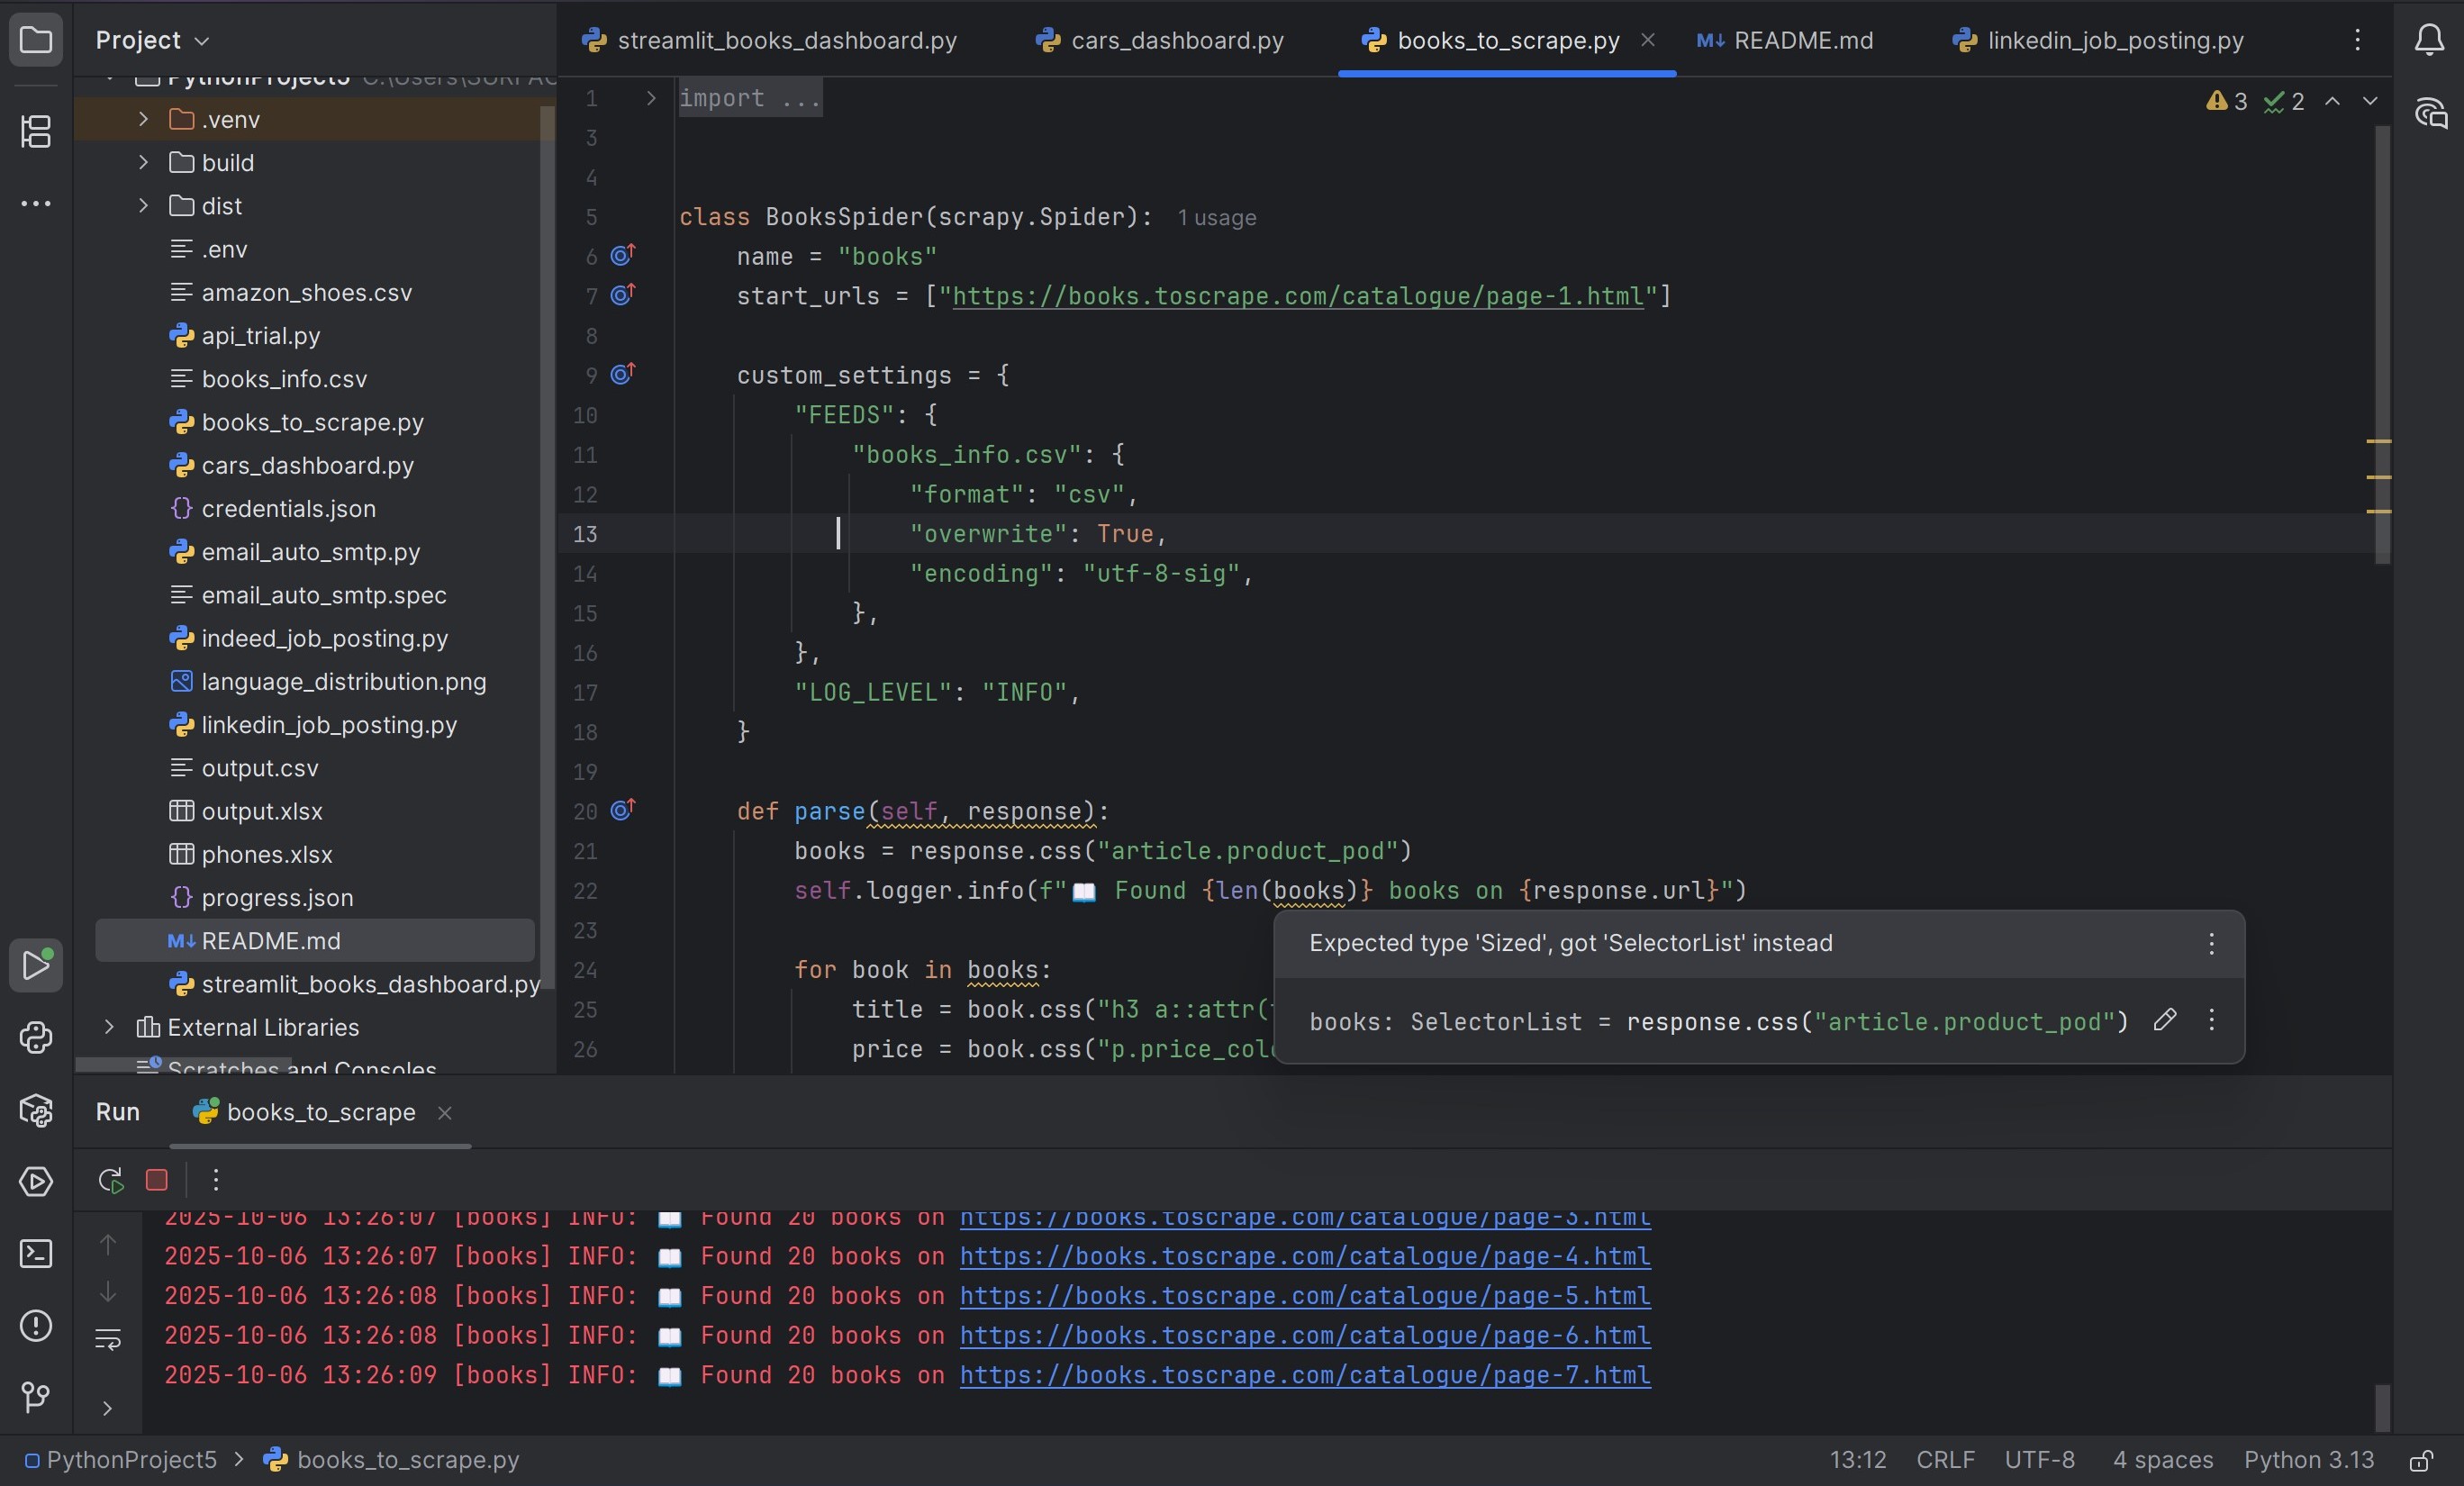 Project
streamlit_books_dashboard.py
cars_dashboard.py
books_to_scrape.py
README.md
linkedin_job_posting.py
PythonProject5 C:\Users\SURFAC
.venv
build
dist
.env
amazon_shoes.csv
api_trial.py
books_info.csv
books_to_scrape.py
cars_dashboard.py
credentials.json
email_auto_smtp.py
email_auto_smtp.spec
indeed_job_posting.py
language_distribution.png
linkedin_job_posting.py
output.csv
output.xlsx
phones.xlsx
progress.json
README.md
streamlit_books_dashboard.py
External Libraries
Scratches and Consoles
3 2
1 import ...
3
4
5 class BooksSpider(scrapy.Spider): 1 usage
6 name = "books"
7 start_urls = ["https://books.toscrape.com/catalogue/page-1.html"]
8
9 custom_settings = {
10 "FEEDS": {
11 "books_info.csv": {
12 "format": "csv",
13 "overwrite": True,
14 "encoding": "utf-8-sig",
15 },
16 },
17 "LOG_LEVEL": "INFO",
18 }
19
20 def parse(self, response):
21 books = response.css("article.product_pod")
22 self.logger.info(f"📖 Found {len(books)} books on {response.url}")
23
24 for book in books:
25 title = book.css("h3 a::attr(
26 price = book.css("p.price_col
Expected type 'Sized', got 'SelectorList' instead
books: SelectorList = response.css("article.product_pod")
Run books_to_scrape
2025-10-06 13:26:07 [books] INFO: 📖 Found 20 books on https://books.toscrape.com/catalogue/page-3.html
2025-10-06 13:26:07 [books] INFO: 📖 Found 20 books on https://books.toscrape.com/catalogue/page-4.html
2025-10-06 13:26:08 [books] INFO: 📖 Found 20 books on https://books.toscrape.com/catalogue/page-5.html
2025-10-06 13:26:08 [books] INFO: 📖 Found 20 books on https://books.toscrape.com/catalogue/page-6.html
2025-10-06 13:26:09 [books] INFO: 📖 Found 20 books on https://books.toscrape.com/catalogue/page-7.html
PythonProject5 > books_to_scrape.py
13:12 CRLF UTF-8 4 spaces Python 3.13